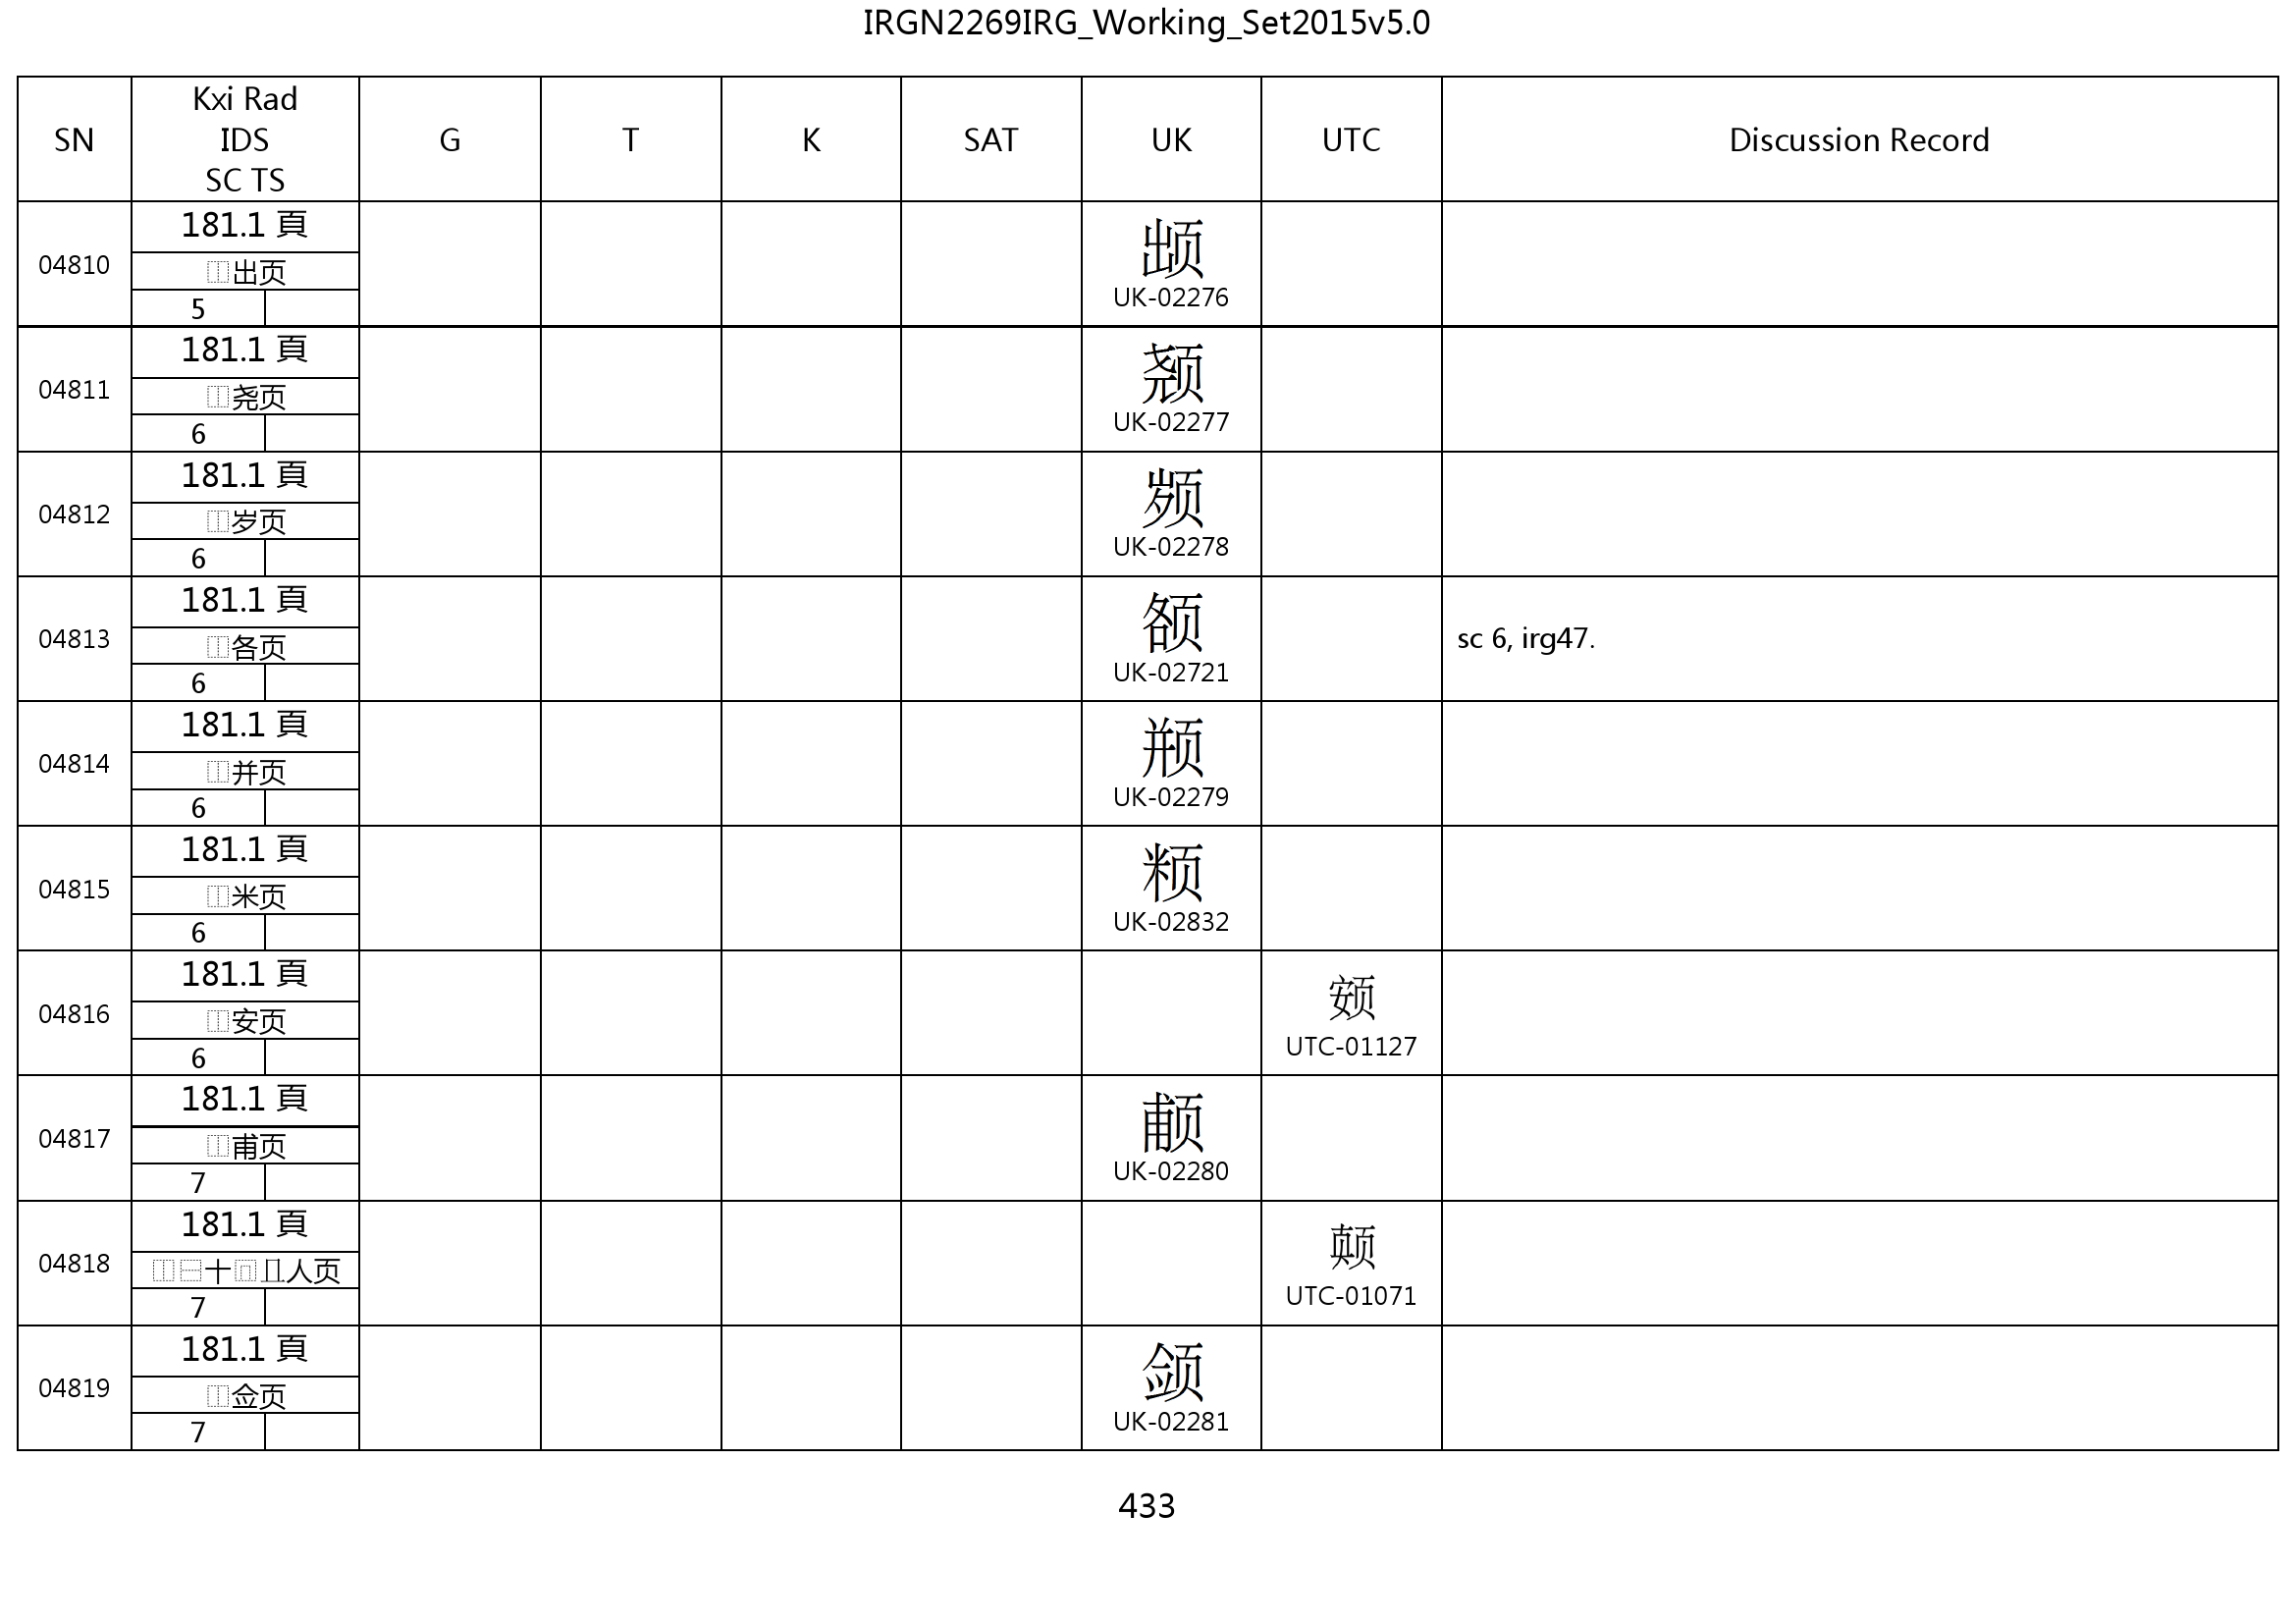 IRGN2269IRG_Working_Set2015v5.0
SN Kxi Rad IDS SC TS G T K SAT UK UTC Discussion Record
04810 181.1 頁
⿰出页
5
UK-02276
04811 181.1 頁
⿰尧页
6
UK-02277
04812 181.1 頁
⿰岁页
6
UK-02278
04813 181.1 頁
⿰各页
6
UK-02721
sc 6, irg47.
04814 181.1 頁
⿰并页
6
UK-02279
04815 181.1 頁
⿰米页
6
UK-02832
04816 181.1 頁
⿰安页
6
UTC-01127
04817 181.1 頁
⿰甫页
7
UK-02280
04818 181.1 頁
⿰⿱十⿵⿿人页
7
UTC-01071
04819 181.1 頁
⿰佥页
7
UK-02281
433